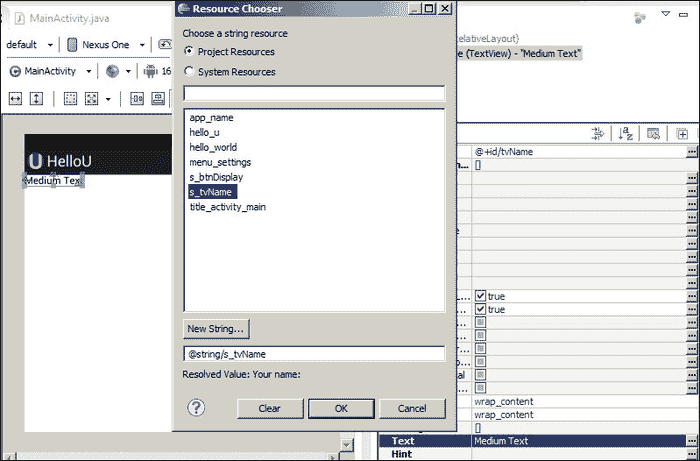 MainActivity.java
default
Nexus One
MainActivity
16
HelloU
Medium Text
Resource Chooser
Choose a string resource
Project Resources
System Resources
app_name
hello_u
hello_world
menu_settings
s_btnDisplay
s_tvName
title_activity_main
New String...
@string/s_tvName
Resolved Value: Your name:
Clear
OK
Cancel
RelativeLayout)
(TextView) - "Medium Text"
@+id/tvName
[]
true
true
wrap_content
wrap_content
[]
Text Medium Text
Hint